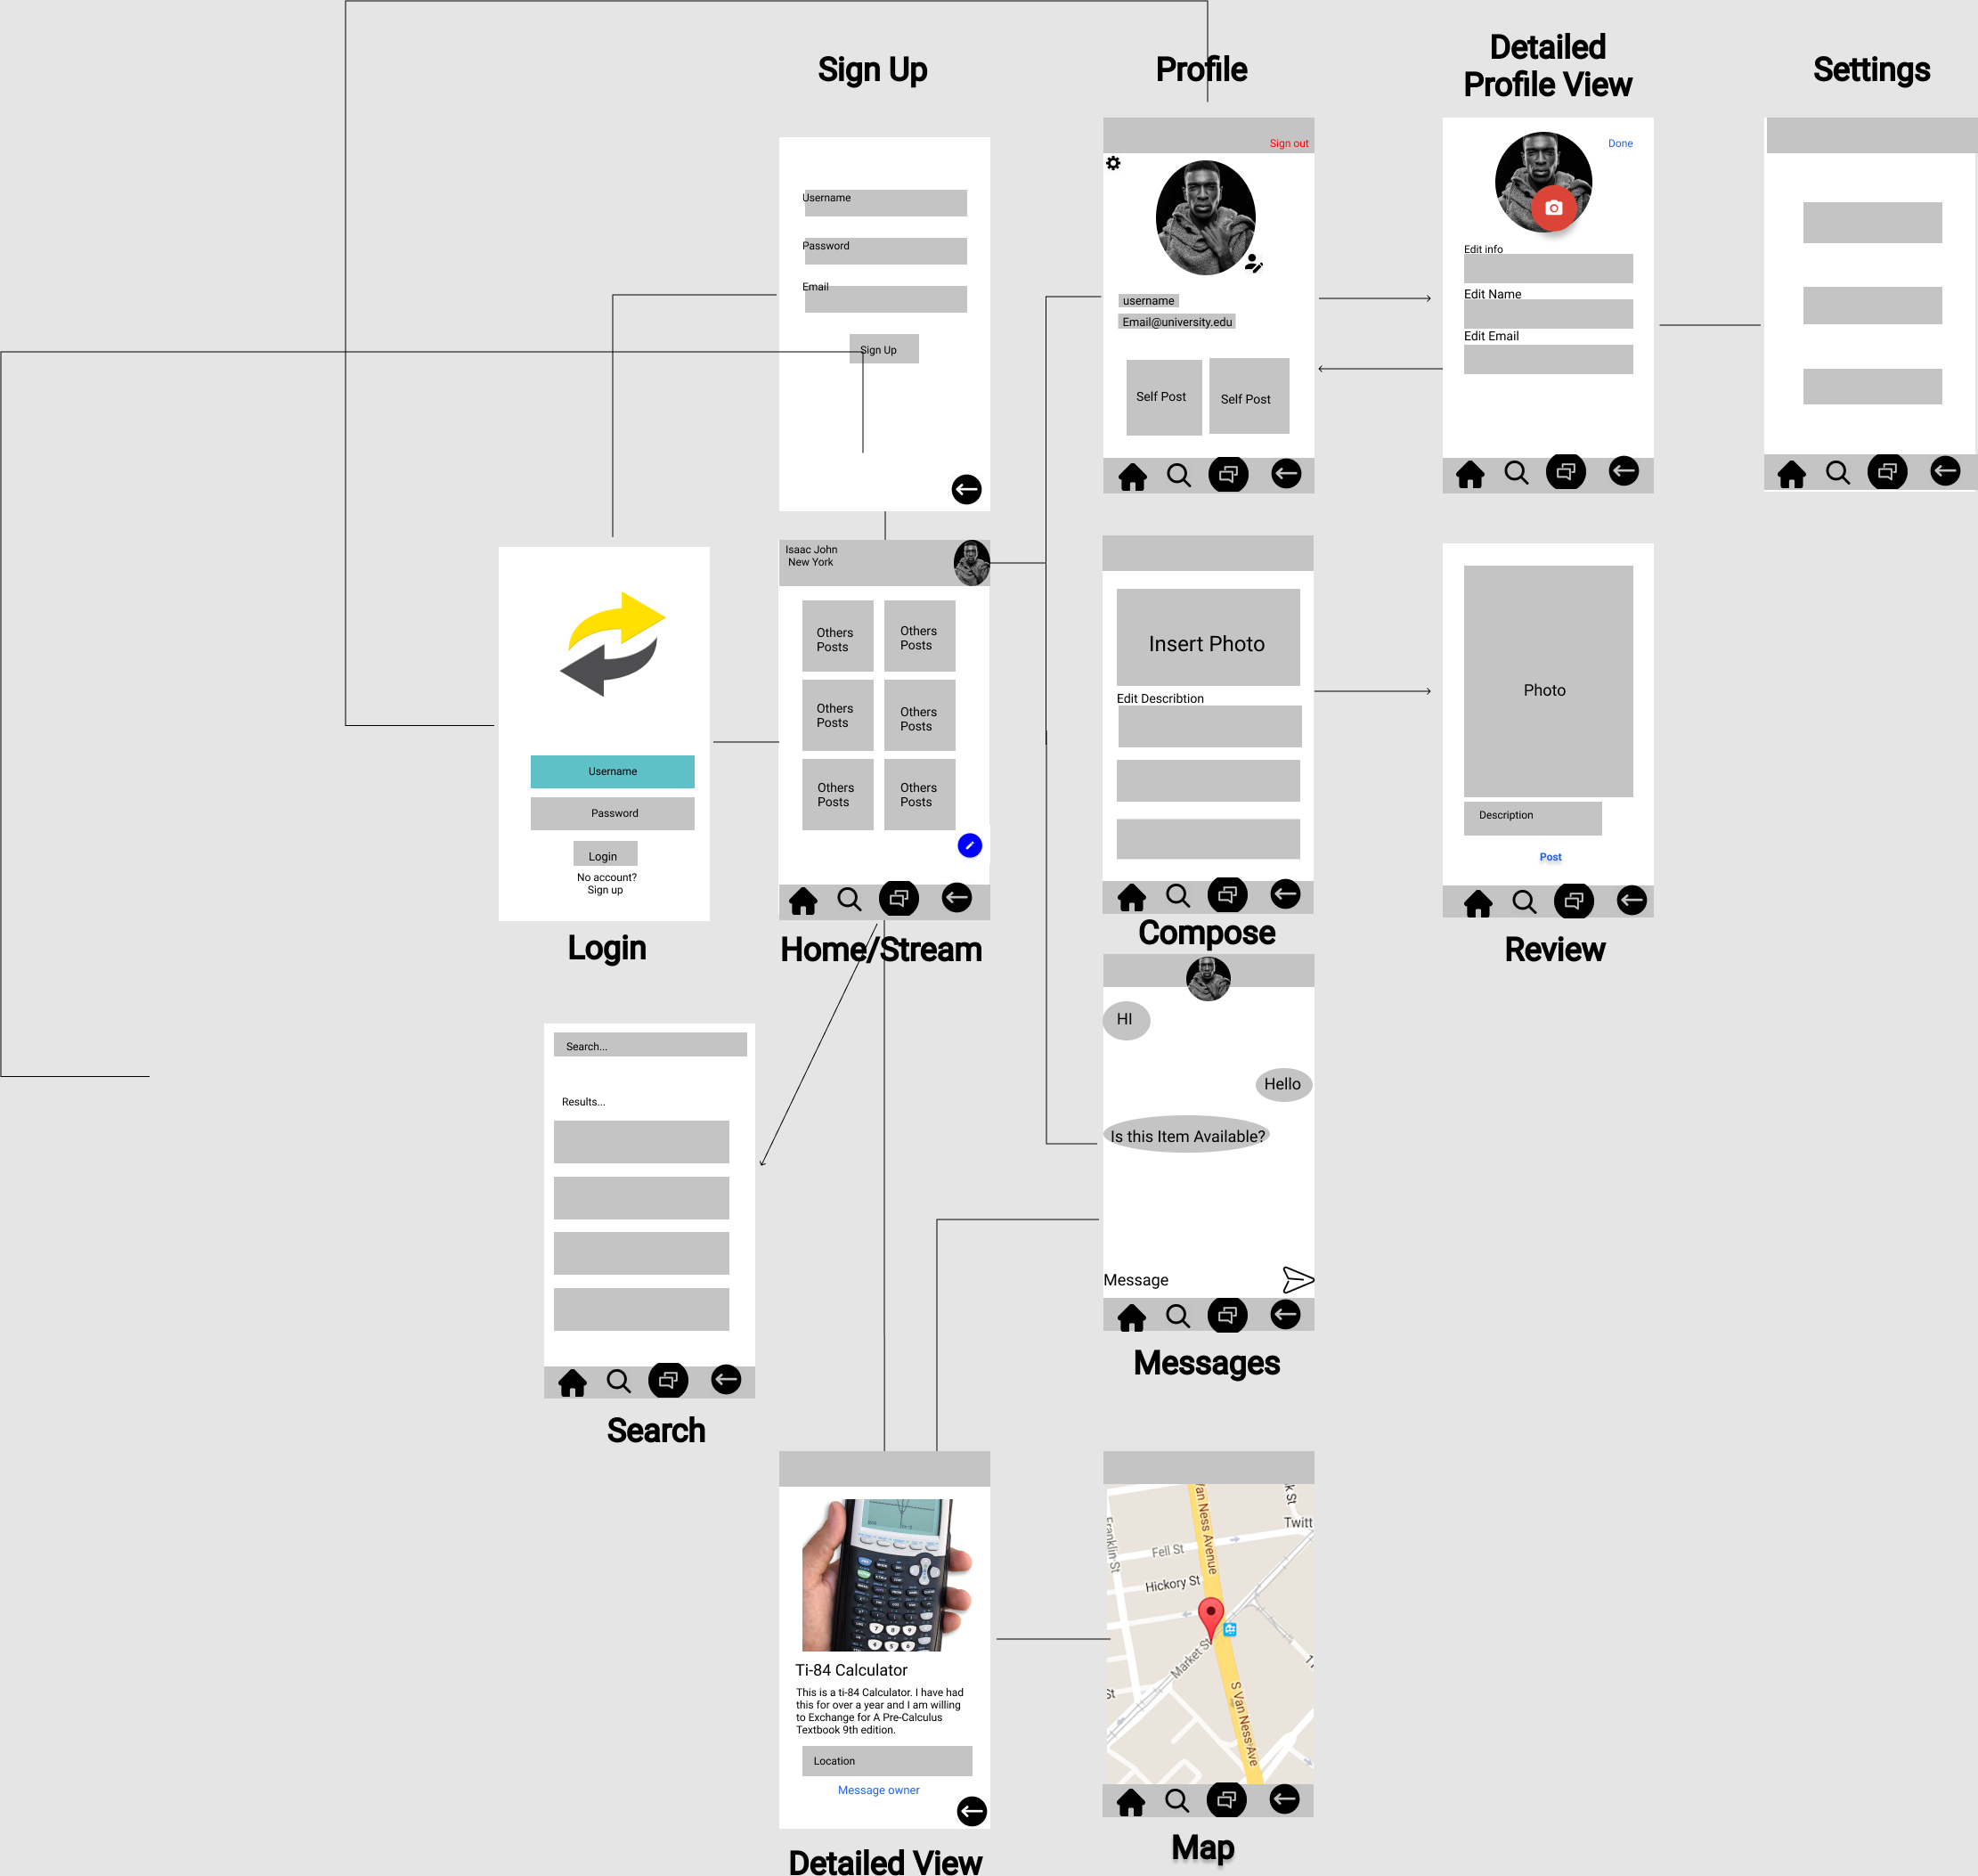 Sign Up
Profile
Detailed
Profile View
Settings
Username
Password
Email
Sign Up
Sign out
username
Email@university.edu
Self Post
Self Post
Done
Edit info
Edit Name
Edit Email
Username
Password
Login
No account?
Sign up
Login
Isaac John
New York
Others
Posts
Others
Posts
Others
Posts
Others
Posts
Others
Posts
Others
Posts
Home/Stream
Insert Photo
Edit Describtion
Compose
Photo
Description
Post
Review
Search...
Results...
Search
HI
Hello
Is this Item Available?
Message
Messages
Ti-84 Calculator
This is a ti-84 Calculator. I have had
this for over a year and I am willing
to Exchange for A Pre-Calculus
Textbook 9th edition.
Location
Message owner
Detailed View
Van Ness Avenue
k St
Twitt
Franklin St
Fell St
Hickory St
Market S
St
S Van Ness Ave
Map